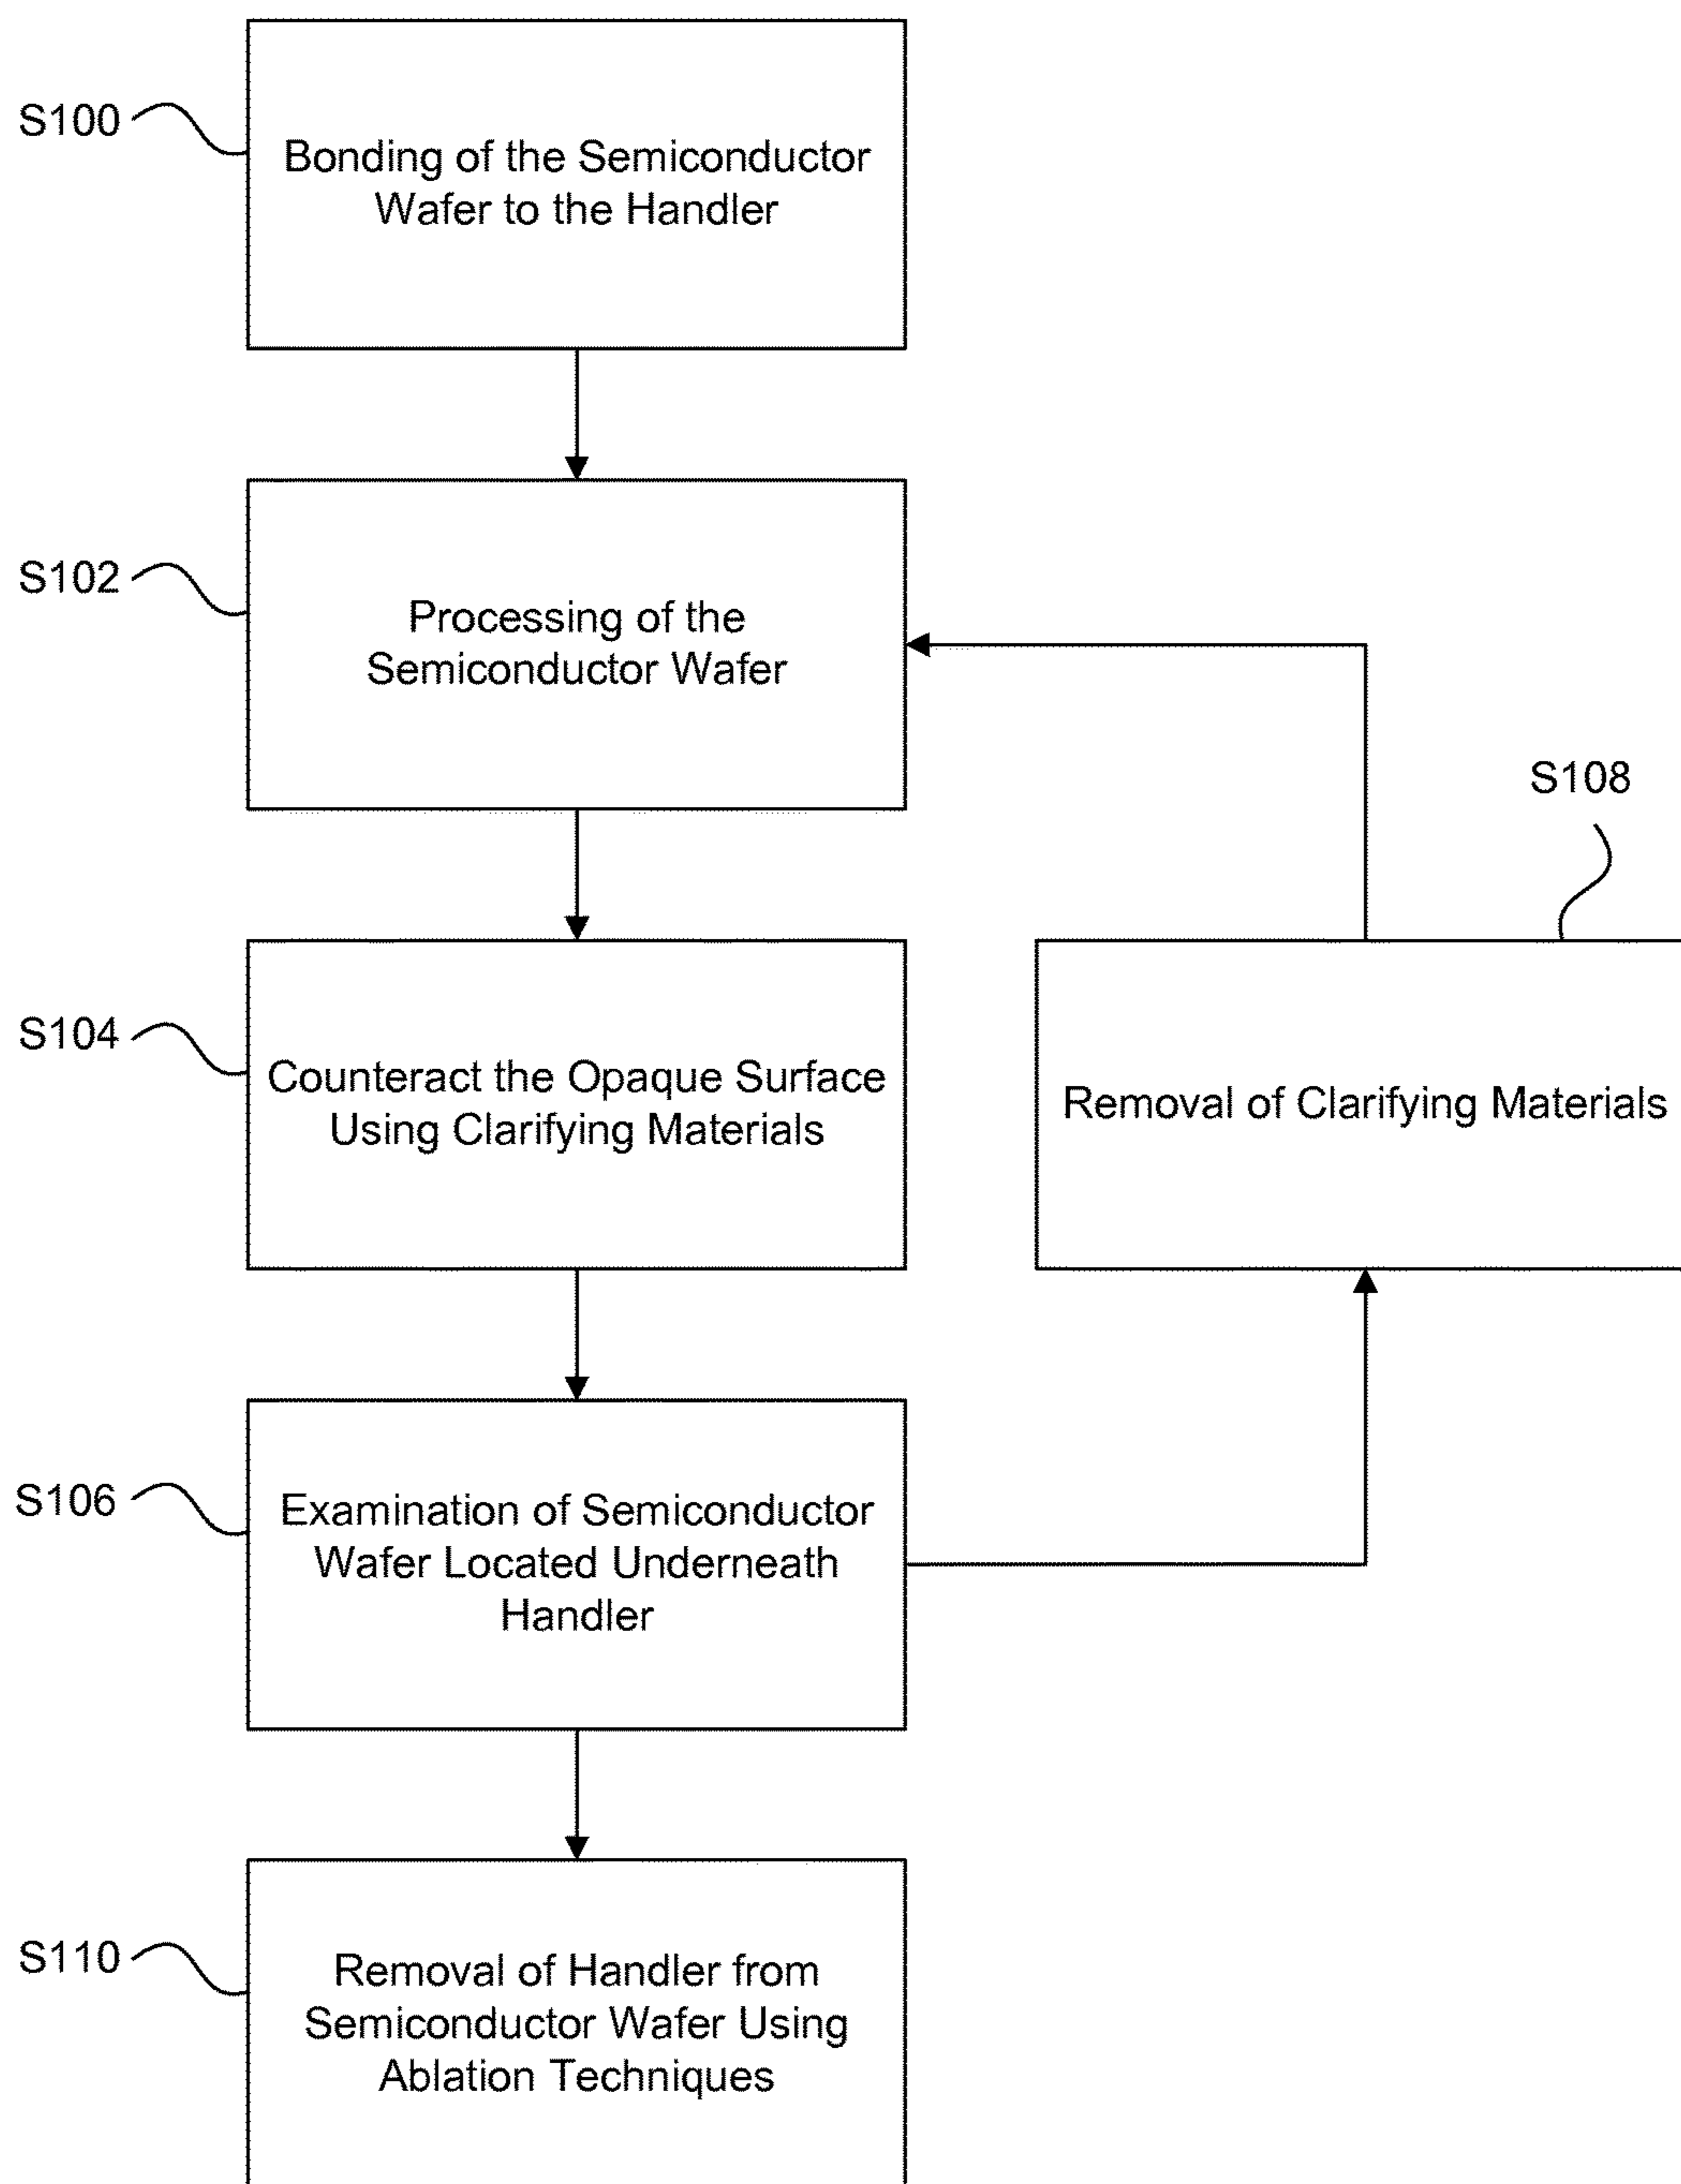 S100
Bonding of the Semiconductor
Wafer to the Handler
S102
Processing of the
Semiconductor Wafer
S108
S104
Counteract the Opaque Surface
Using Clarifying Materials
Removal of Clarifying Materials
S106
Examination of Semiconductor
Wafer Located Underneath
Handler
S110
Removal of Handler from
Semiconductor Wafer Using
Ablation Techniques